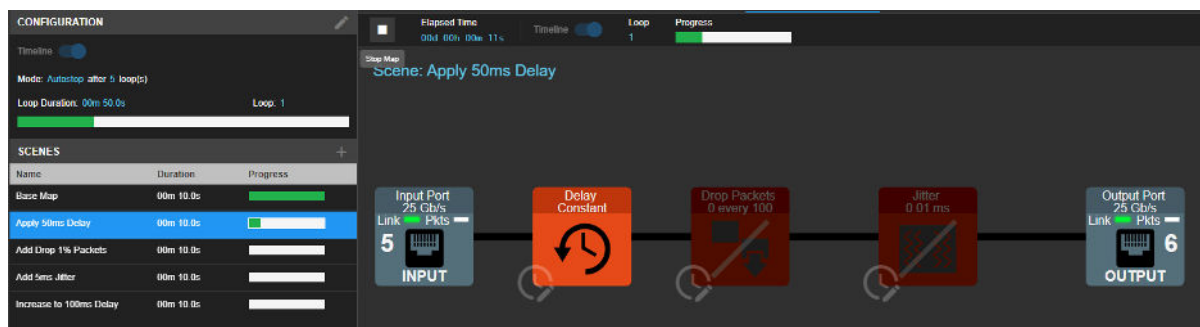 CONFIGURATION
Timeline
Mode: Autostop after 5 loop(s)
Loop Duration: 00m 50.0s Loop: 1
SCENES +
Name Duration Progress
Base Map 00m 10.0s
Apply 50ms Delay 00m 10.0s
Add Drop 1% Packets 00m 10.0s
Add 5ms Jitter 00m 10.0s
Increase to 100ms Delay 00m 10.0s
Elapsed Time Timeline Loop Progress
00d 00h 00m 11s 1
Stop Map
Scene: Apply 50ms Delay
Input Port
25 Gb/s
Link Pkts
5
INPUT
Delay
Constant
Drop Packets
0 every 100
Jitter
0.01 ms
Output Port
25 Gb/s
Link Pkts
6
OUTPUT